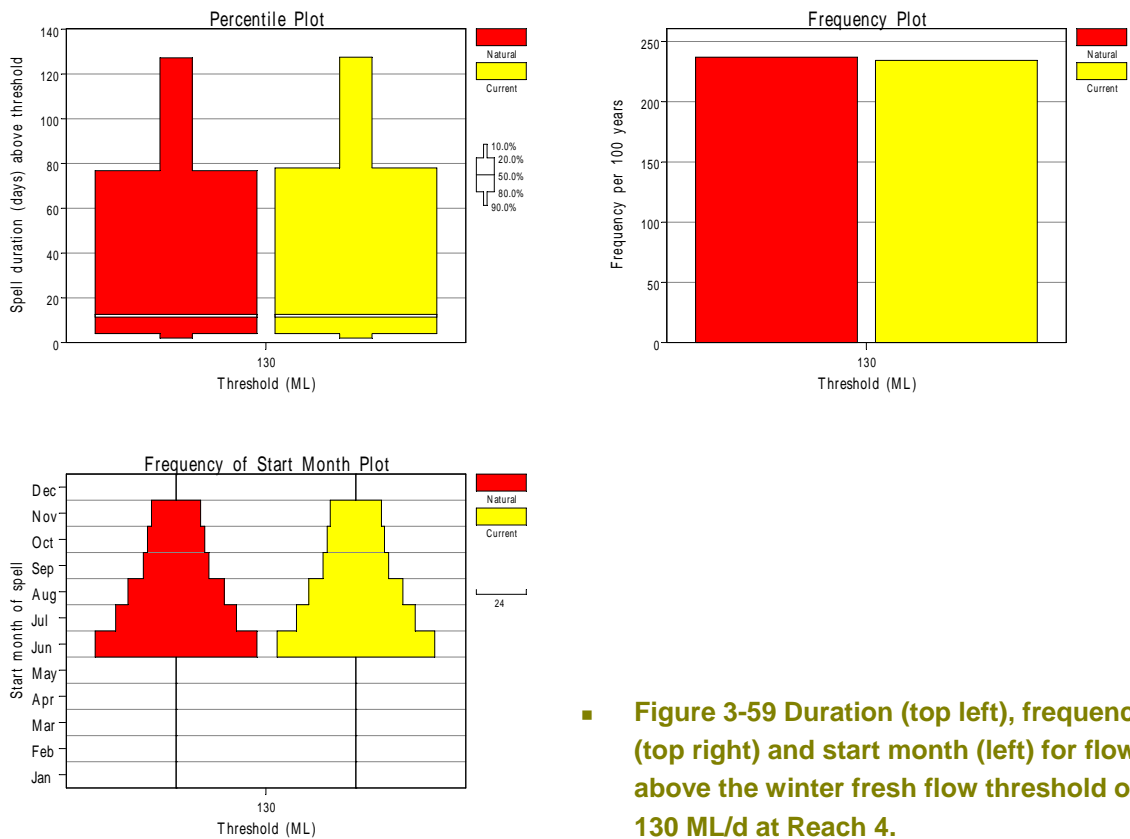 Percentile Plot
140
120
100
80
60
40
20
0
Spell duration (days) above threshold
130
Threshold (ML)
Natural
Current
10.0%
20.0%
50.0%
80.0%
90.0%
Frequency Plot
250
200
150
100
50
0
Frequency per 100 years
130
Threshold (ML)
Natural
Current
Frequency of Start Month Plot
Dec
Nov
Oct
Sep
Aug
Jul
Jun
May
Apr
Mar
Feb
Jan
Start month of spell
130
Threshold (ML)
Natural
Current
24
▪ Figure 3-59 Duration (top left), frequenc
(top right) and start month (left) for flow
above the winter fresh flow threshold o
130 ML/d at Reach 4.